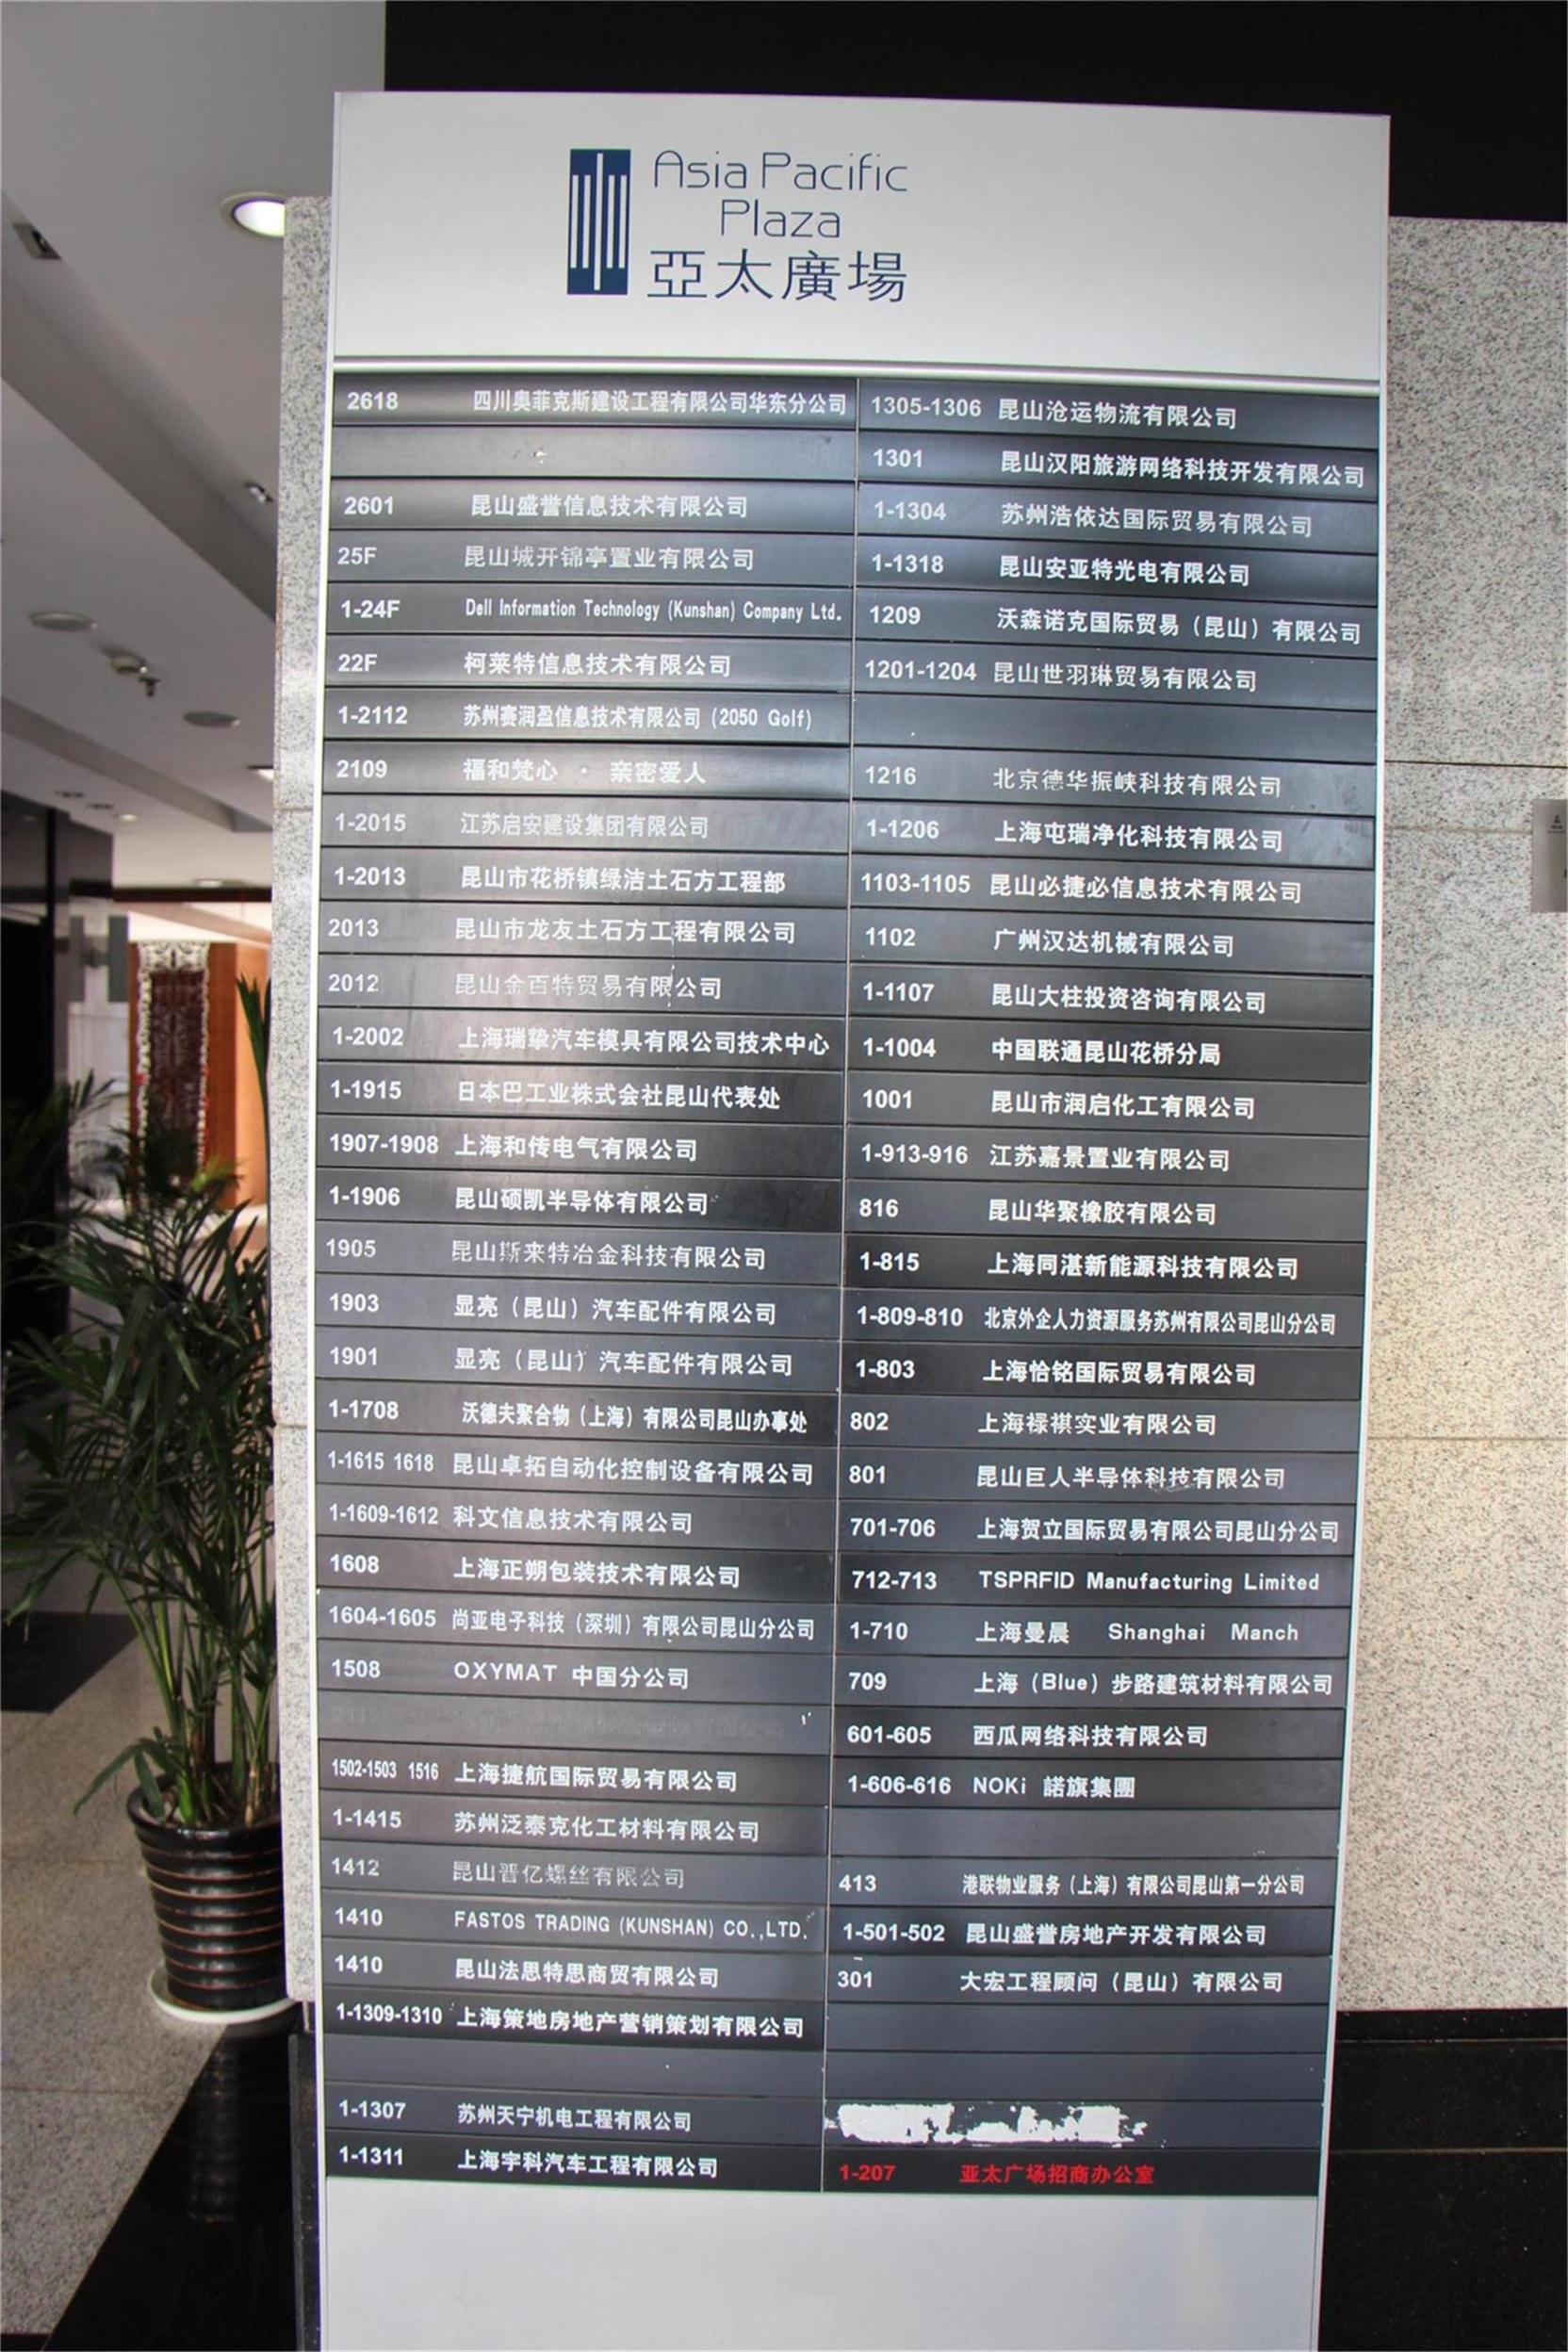 Asia Pacific
Plaza
亞太廣場
2618 四川奥菲克斯建设工程有限公司华东分公司
2601 昆山盛誉信息技术有限公司
25F 昆山城开锦亭置业有限公司
1-24F Dell Information Technology (Kunshan) Company Ltd.
22F 柯莱特信息技术有限公司
1-2112 苏州赛润盈信息技术有限公司 (2050 Golf)
2109 福和梵心 · 亲密爱人
1-2015 江苏启安建设集团有限公司
1-2013 昆山市花桥镇绿洁土石方工程部
2013 昆山市龙友土石方工程有限公司
2012 昆山金百特贸易有限公司
1-2002 上海瑞挚汽车模具有限公司技术中心
1-1915 日本巴工业株式会社昆山代表处
1907-1908 上海和传电气有限公司
1-1906 昆山硕凯半导体有限公司
1905 昆山斯来特冶金科技有限公司
1903 显亮（昆山）汽车配件有限公司
1901 显亮（昆山）汽车配件有限公司
1-1708 沃德夫聚合物（上海）有限公司昆山办事处
1-1615 1618 昆山卓拓自动化控制设备有限公司
1-1609-1612 科文信息技术有限公司
1608 上海正朔包装技术有限公司
1604-1605 尚亚电子科技（深圳）有限公司昆山分公司
1508 OXYMAT 中国分公司
1502-1503 1516 上海捷航国际贸易有限公司
1-1415 苏州泛泰克化工材料有限公司
1412 昆山晋亿螺丝有限公司
1410 FASTOS TRADING (KUNSHAN) CO.,LTD.
1410 昆山法思特思商贸有限公司
1-1309-1310 上海策地房地产营销策划有限公司
1-1307 苏州天宁机电工程有限公司
1-1311 上海宇科汽车工程有限公司
1305-1306 昆山沧运物流有限公司
1301 昆山汉阳旅游网络科技开发有限公司
1-1304 苏州浩依达国际贸易有限公司
1-1318 昆山安亚特光电有限公司
1209 沃森诺克国际贸易（昆山）有限公司
1201-1204 昆山世羽琳贸易有限公司
1216 北京德华振峡科技有限公司
1-1206 上海屯瑞净化科技有限公司
1103-1105 昆山必捷必信息技术有限公司
1102 广州汉达机械有限公司
1-1107 昆山大柱投资咨询有限公司
1-1004 中国联通昆山花桥分局
1001 昆山市润启化工有限公司
1-913-916 江苏嘉景置业有限公司
816 昆山华聚橡胶有限公司
1-815 上海同湛新能源科技有限公司
1-809-810 北京外企人力资源服务苏州有限公司昆山分公司
1-803 上海恰铭国际贸易有限公司
802 上海禄祺实业有限公司
801 昆山巨人半导体科技有限公司
701-706 上海贺立国际贸易有限公司昆山分公司
712-713 TSPRFID Manufacturing Limited
1-710 上海曼晨 Shanghai Manch
709 上海（Blue）步路建筑材料有限公司
601-605 西瓜网络科技有限公司
1-606-616 NOKi 諾旗集團
413 港联物业服务（上海）有限公司昆山第一分公司
1-501-502 昆山盛誉房地产开发有限公司
301 大宏工程顾问（昆山）有限公司
1-207 亚太广场招商办公室